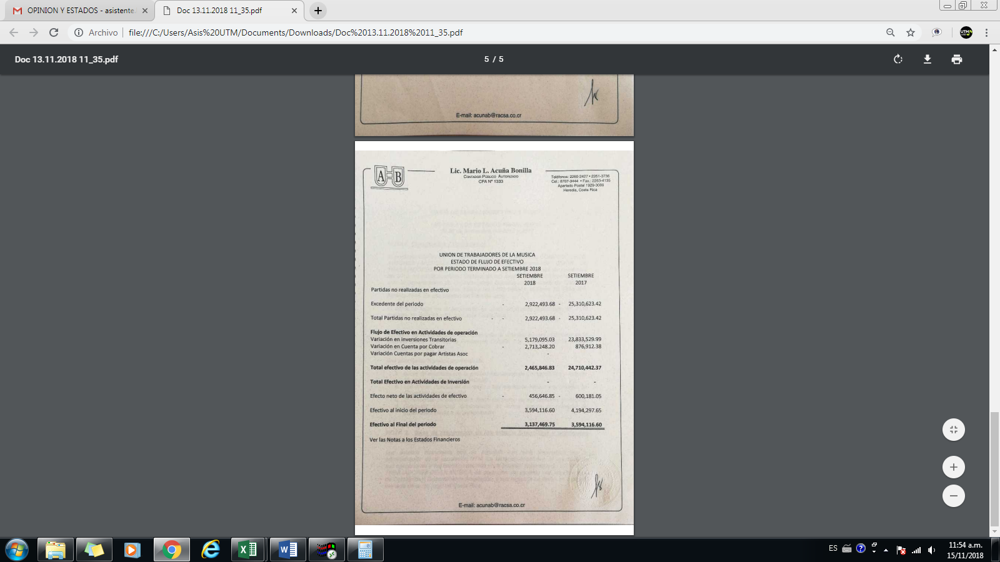 OPINION Y ESTADOS - asistente.
Doc 13.11.2018 11_35.pdf
Archivo
file:///C:/Users/Asis%20UTM/Documents/Downloads/Doc%2013.11.2018%2011_35.pdf
UTM
Doc 13.11.2018 11_35.pdf
5 / 5
E-mail: acunab@racsa.co.cr
A B
Lic. Mario L. Acuña Bonilla
CONTADOR PÚBLICO AUTORIZADO
CPA Nº 1333
Teléfonos: 2260-2427 • 2261-3736
Cel.: 8707-3444 • Fax.: 2263-4135
Apartado Postal 1929-3000
Heredia, Costa Rica
UNION DE TRABAJADORES DE LA MUSICA
ESTADO DE FLUJO DE EFECTIVO
POR PERIODO TERMINADO A SETIEMBRE 2018
SETIEMBRE SETIEMBRE
2018 2017
Partidas no realizadas en efectivo
Excedente del periodo - 2,922,493.68 - 25,310,623.42
Total Partidas no realizadas en efectivo - - 2,922,493.68 - 25,310,623.42
Flujo de Efectivo en Actividades de operación
Variación en inversiones Transitorias 5,179,095.03 23,833,529.99
Variación en Cuenta por Cobrar - 2,713,248.20 876,912.38
Variación Cuentas por pagar Artistas Asoc -
Total efectivo de las actividades de operación 2,465,846.83 24,710,442.37
Total Efectivo en Actividades de Inversión - -
Efecto neto de las actividades de efectivo - 456,646.85 - 600,181.05
Efectivo al inicio del periodo 3,594,116.60 4,194,297.65
Efectivo al Final del periodo 3,137,469.75 3,594,116.60
Ver las Notas a los Estados Financieros
E-mail: acunab@racsa.co.cr
ES
11:54 a.m.
15/11/2018